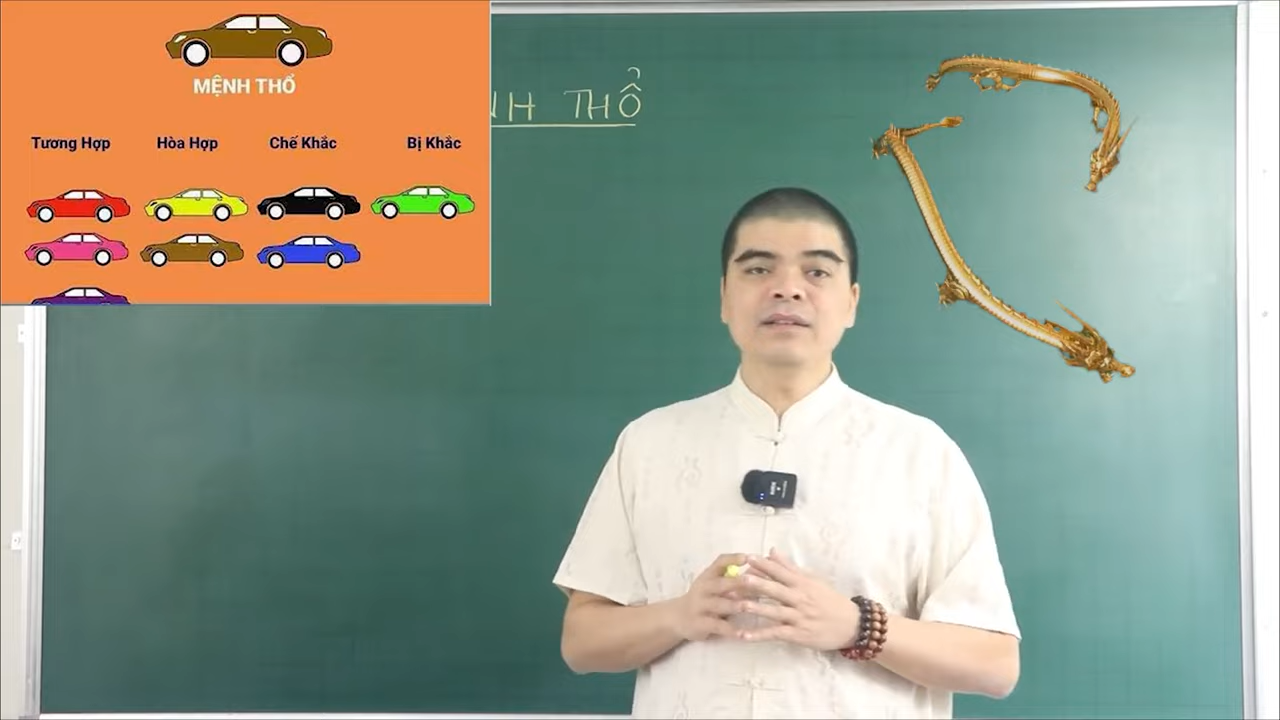 MỆNH THỔ
NH THỔ
Tương Hợp Hòa Hợp Chế Khắc Bị Khắc